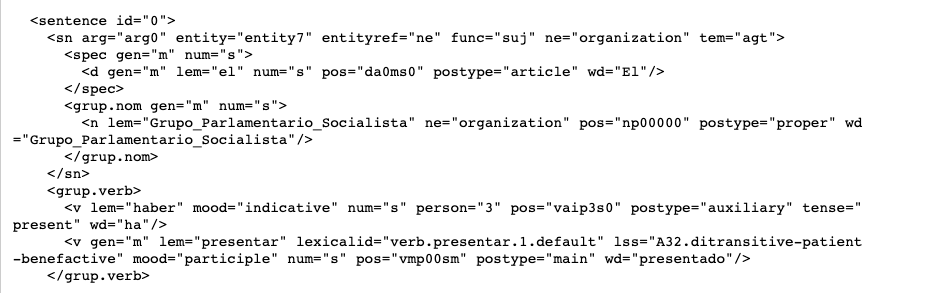 <sentence id="0">
<sn arg="arg0" entity="entity7" entityref="ne" func="suj" ne="organization" tem="agt">
<spec gen="m" num="s">
<d gen="m" lem="el" num="s" pos="da0ms0" postype="article" wd="El"/>
</spec>
<grup.nom gen="m" num="s">
<n lem="Grupo_Parlamentario_Socialista" ne="organization" pos="np00000" postype="proper" wd
="Grupo_Parlamentario_Socialista"/>
</grup.nom>
</sn>
<grup.verb>
<v lem="haber" mood="indicative" num="s" person="3" pos="vaip3s0" postype="auxiliary" tense="
present" wd="ha"/>
<v gen="m" lem="presentar" lexicalid="verb.presentar.1.default" lss="A32.ditransitive-patient
-benefactive" mood="participle" num="s" pos="vmp00sm" postype="main" wd="presentado"/>
</grup.verb>